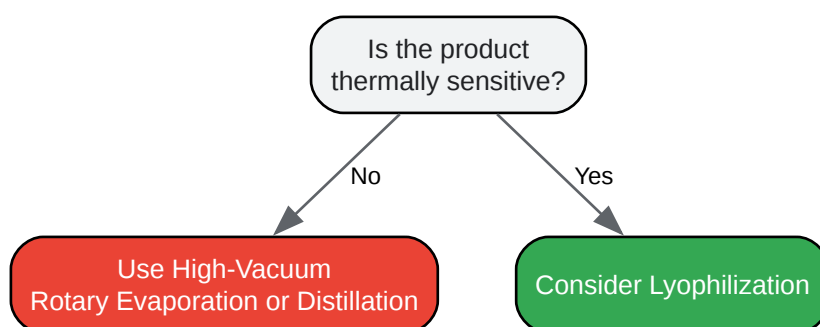 Is the product
thermally sensitive?
No
Yes
Use High-Vacuum
Rotary Evaporation or Distillation
Consider Lyophilization